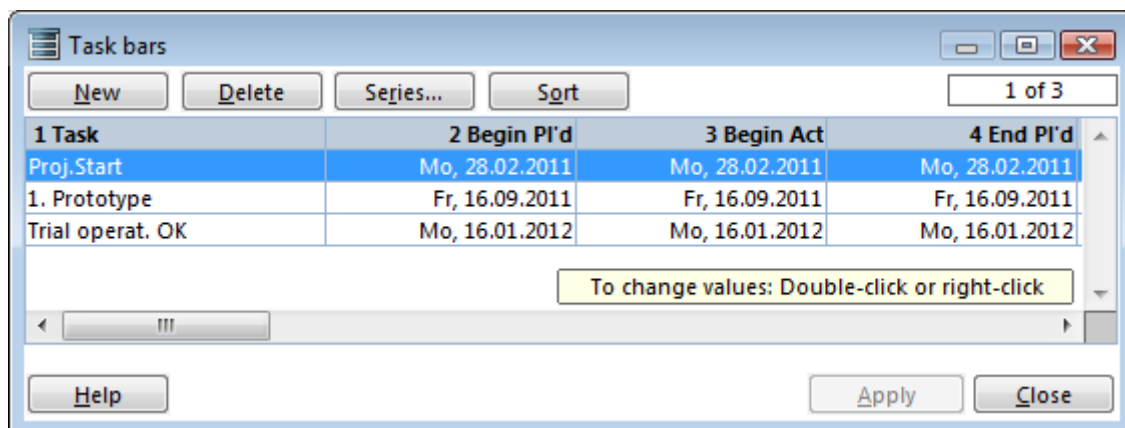 Task bars
New Delete Series... Sort 1 of 3
1 Task 2 Begin Pl'd 3 Begin Act 4 End Pl'd
Proj.Start Mo, 28.02.2011 Mo, 28.02.2011 Mo, 28.02.2011
1. Prototype Fr, 16.09.2011 Fr, 16.09.2011 Fr, 16.09.2011
Trial operat. OK Mo, 16.01.2012 Mo, 16.01.2012 Mo, 16.01.2012
To change values: Double-click or right-click
Help Apply Close